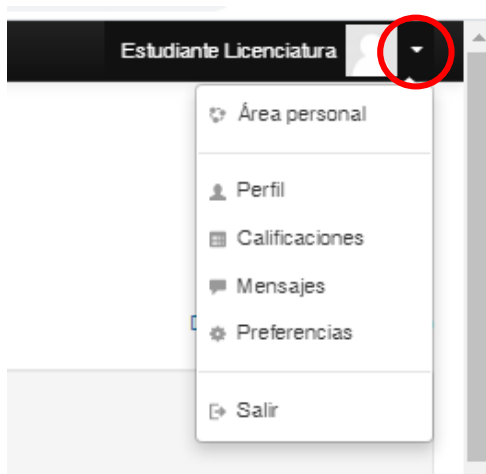 Estudiante Licenciatura
Área personal
Perfil
Calificaciones
Mensajes
Preferencias
Salir